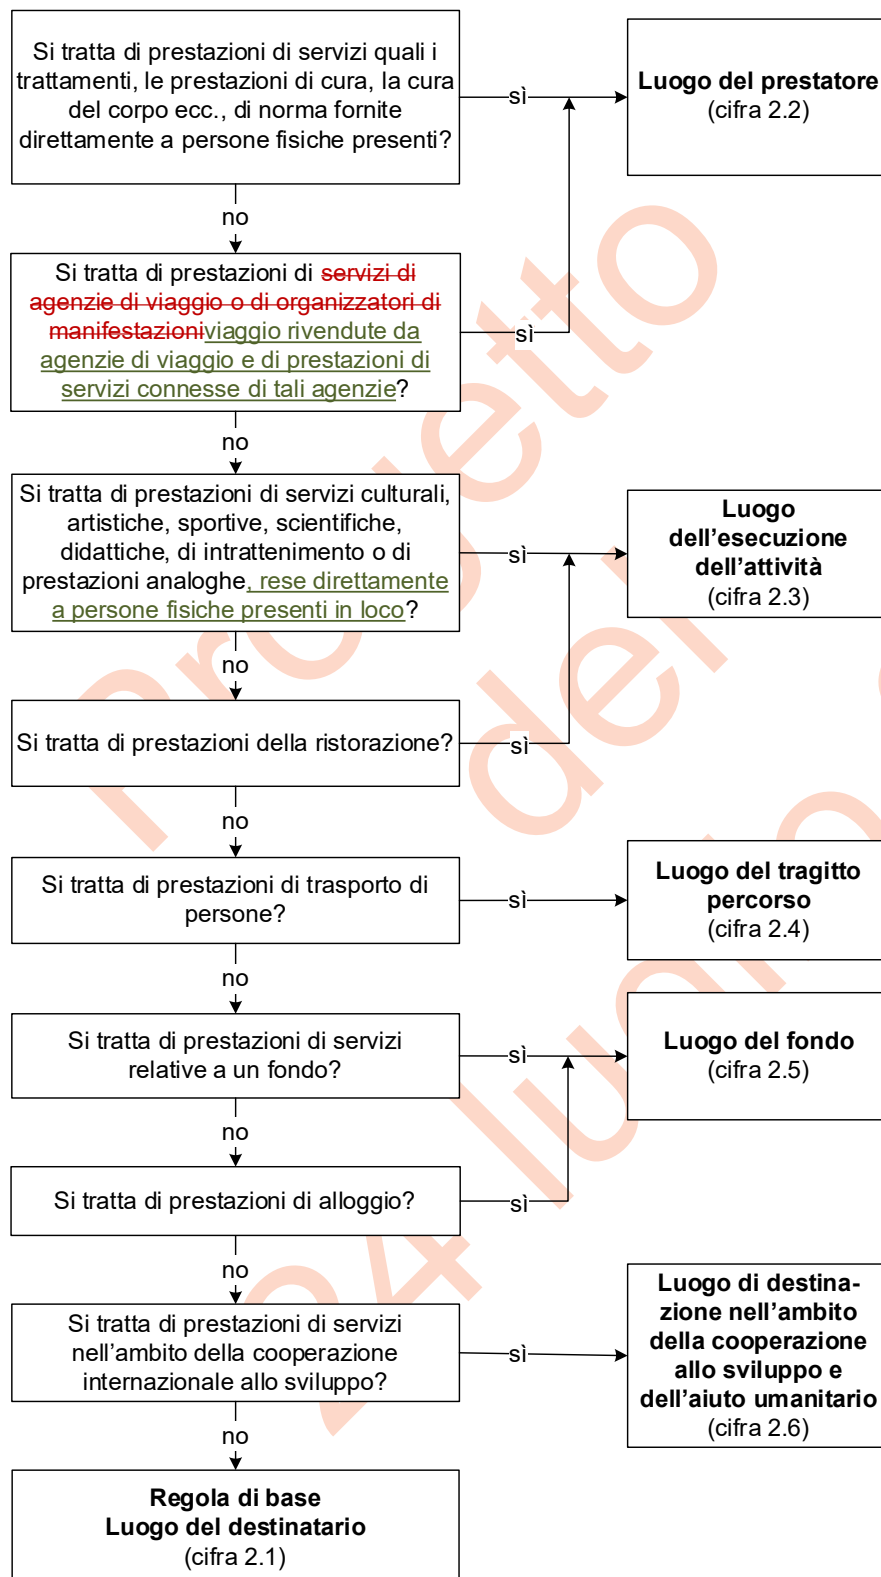 Si tratta di prestazioni di servizi quali i
trattamenti, le prestazioni di cura, la cura
del corpo ecc., di norma fornite
direttamente a persone fisiche presenti?
sì
Luogo del prestatore
(cifra 2.2)
no
Si tratta di prestazioni di servizi di
agenzie di viaggio o di organizzatori di
manifestazioniviaggio rivendute da
agenzie di viaggio e di prestazioni di
servizi connesse di tali agenzie?
sì
no
Si tratta di prestazioni di servizi culturali,
artistiche, sportive, scientifiche,
didattiche, di intrattenimento o di
prestazioni analoghe, rese direttamente
a persone fisiche presenti in loco?
sì
Luogo
dell'esecuzione
dell'attività
(cifra 2.3)
no
Si tratta di prestazioni della ristorazione?
sì
no
Si tratta di prestazioni di trasporto di
persone?
sì
Luogo del tragitto
percorso
(cifra 2.4)
no
Si tratta di prestazioni di servizi
relative a un fondo?
sì
Luogo del fondo
(cifra 2.5)
no
Si tratta di prestazioni di alloggio?
sì
no
Si tratta di prestazioni di servizi
nell'ambito della cooperazione
internazionale allo sviluppo?
sì
Luogo di destina-
zione nell'ambito
della cooperazione
allo sviluppo e
dell'aiuto umanitario
(cifra 2.6)
no
Regola di base
Luogo del destinatario
(cifra 2.1)
Progetto
del
24 luglio